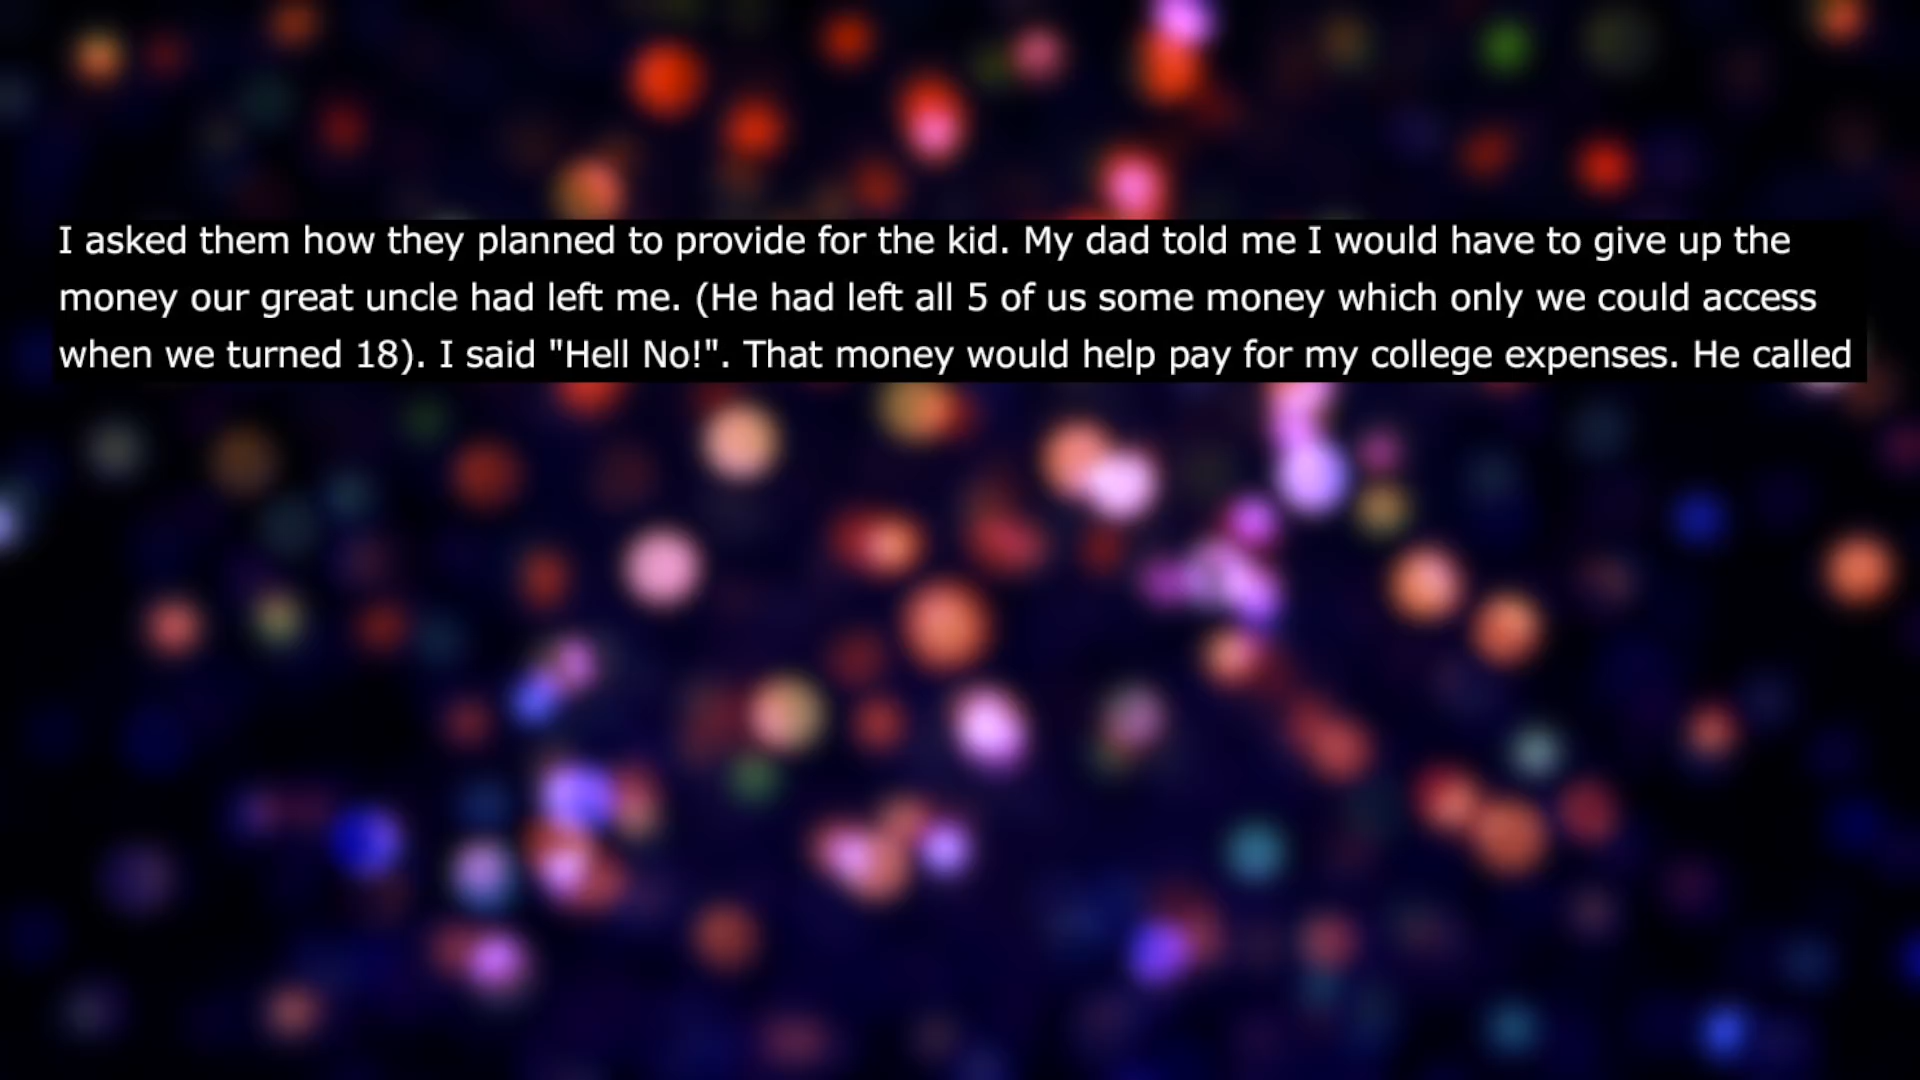 I asked them how they planned to provide for the kid. My dad told me I would have to give up the
money our great uncle had left me. (He had left all 5 of us some money which only we could access
when we turned 18). I said "Hell No!". That money would help pay for my college expenses. He called